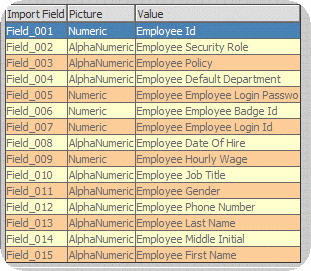 Import Field Picture Value
Field_001 Numeric Employee Id
Field_002 AlphaNumeric Employee Security Role
Field_003 AlphaNumeric Employee Policy
Field_004 AlphaNumeric Employee Default Department
Field_005 Numeric Employee Employee Login Passwo
Field_006 Numeric Employee Employee Badge Id
Field_007 Numeric Employee Employee Login Id
Field_008 AlphaNumeric Employee Date Of Hire
Field_009 Numeric Employee Hourly Wage
Field_010 AlphaNumeric Employee Job Title
Field_011 AlphaNumeric Employee Gender
Field_012 AlphaNumeric Employee Phone Number
Field_013 AlphaNumeric Employee Last Name
Field_014 AlphaNumeric Employee Middle Initial
Field_015 AlphaNumeric Employee First Name